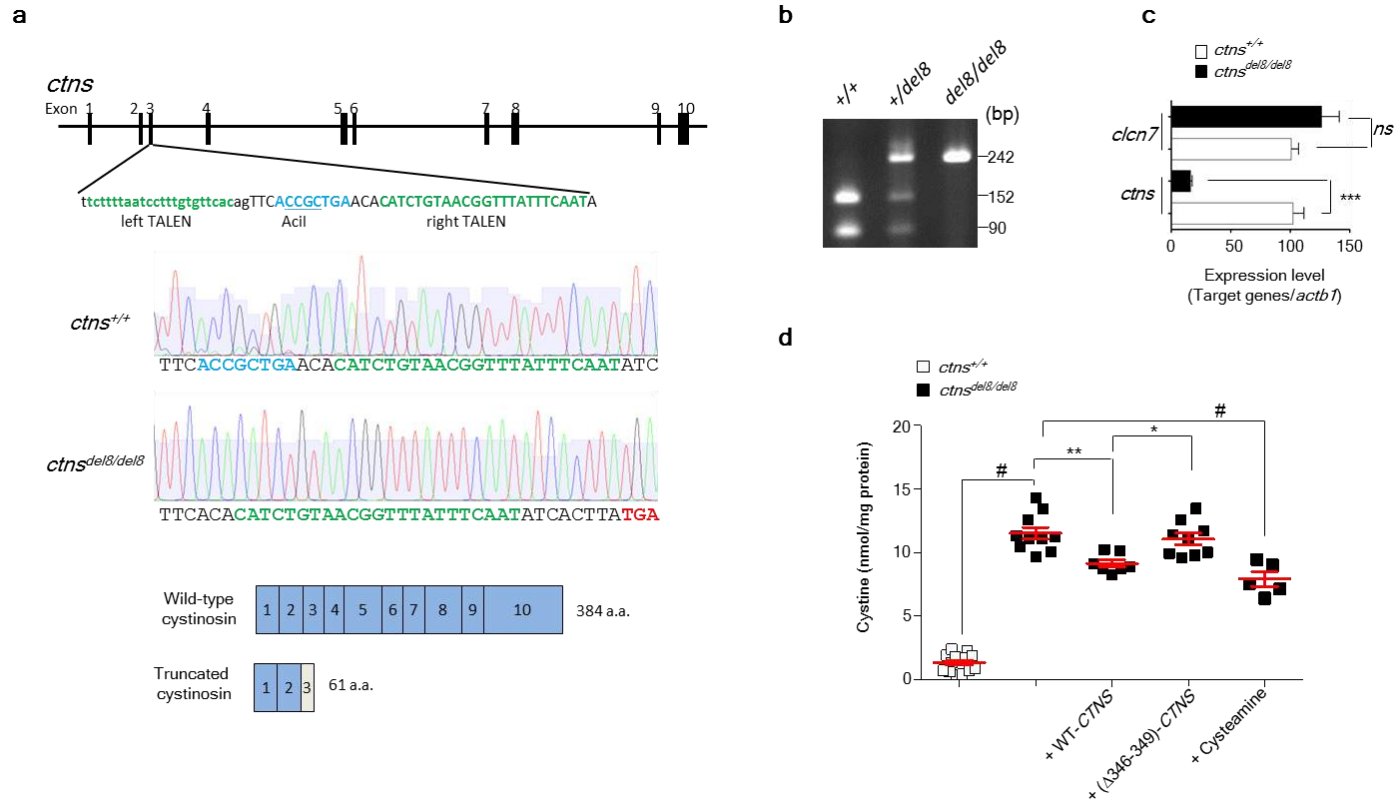 a
ctns
Exon 1 2 3 4 5 6 7 8 9 10
ttcttttaatcctttgtgttcacagTTCACCGCTGAACACATCTGTAACGGTTTATTTCAATA
left TALEN AciI right TALEN
ctns+/+
TTCACCGCTGAACACATCTGTAACGGTTTATTTCAATATC
ctnsdel8/del8
TTCACACATCTGTAACGGTTTATTTCAATATCACTTATGA
Wild-type
cystinosin
1 2 3 4 5 6 7 8 9 10
384 a.a.
Truncated
cystinosin
1 2 3
61 a.a.
b
+/+ +/del8 del8/del8
(bp)
242
152
90
c
ctns+/+
ctnsdel8/del8
clcn7
ns
ctns
***
0 50 100 150
Expression level
(Target genes/actb1)
d
ctns+/+
ctnsdel8/del8
#
*
**
#
20
15
10
5
0
Cystine (nmol/mg protein)
+ WT-CTNS
+ (Δ346-349)-CTNS
+ Cysteamine